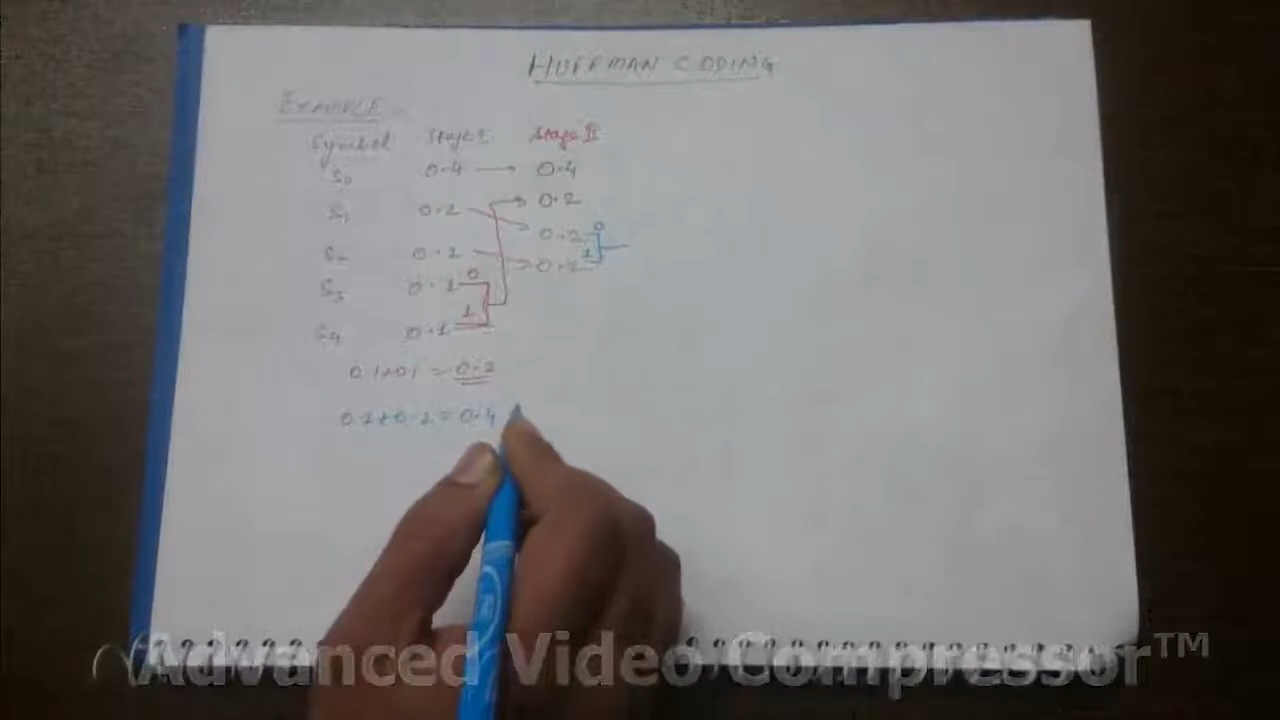 HUFFMAN CODING
EXAMPLE
Symbol Stage I Stage II
S0 0.4 0.4
S1 0.2 0.2
S2 0.2 0.2 0
S3 0.1 0 0.2 1
S4 0.1 1
0.1+0.1 = 0.2
0.2+0.2 = 0.4
Advanced Video Compressor™